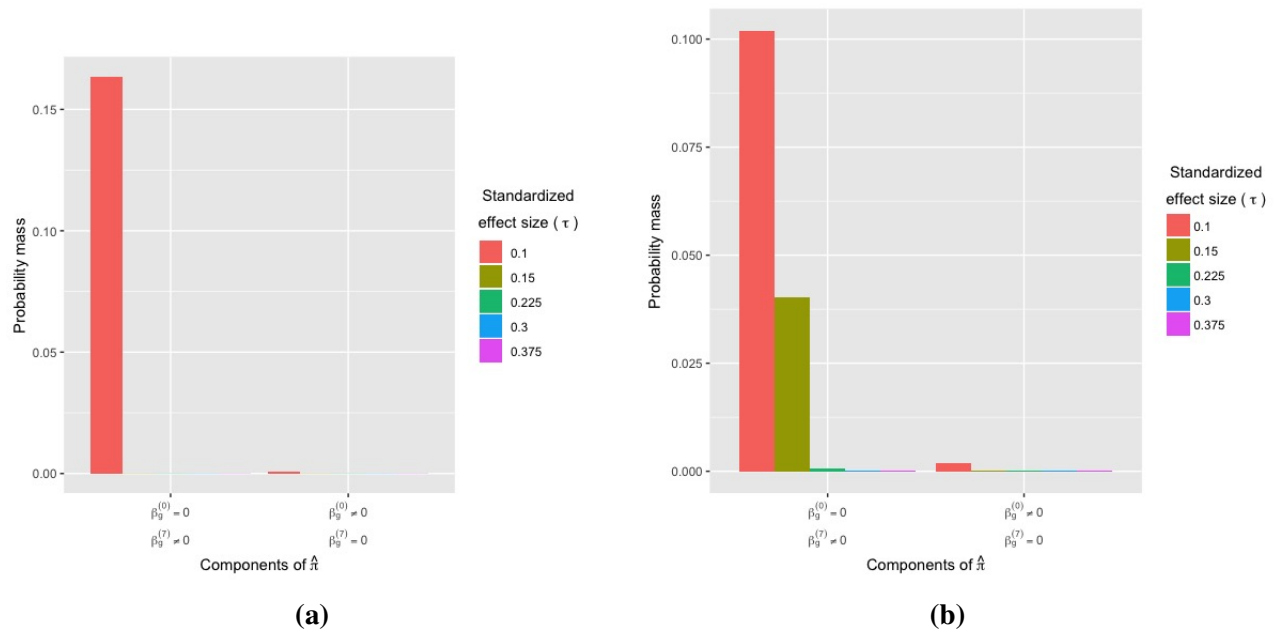 Probability mass
0.15
0.10
0.05
0.00
β_g^(0) = 0
β_g^(7) ≠ 0
β_g^(0) ≠ 0
β_g^(7) = 0
Components of π̂
Standardized
effect size ( τ )
0.1
0.15
0.225
0.3
0.375
(a)
Probability mass
0.100
0.075
0.050
0.025
0.000
β_g^(0) = 0
β_g^(7) ≠ 0
β_g^(0) ≠ 0
β_g^(7) = 0
Components of π̂
Standardized
effect size ( τ )
0.1
0.15
0.225
0.3
0.375
(b)